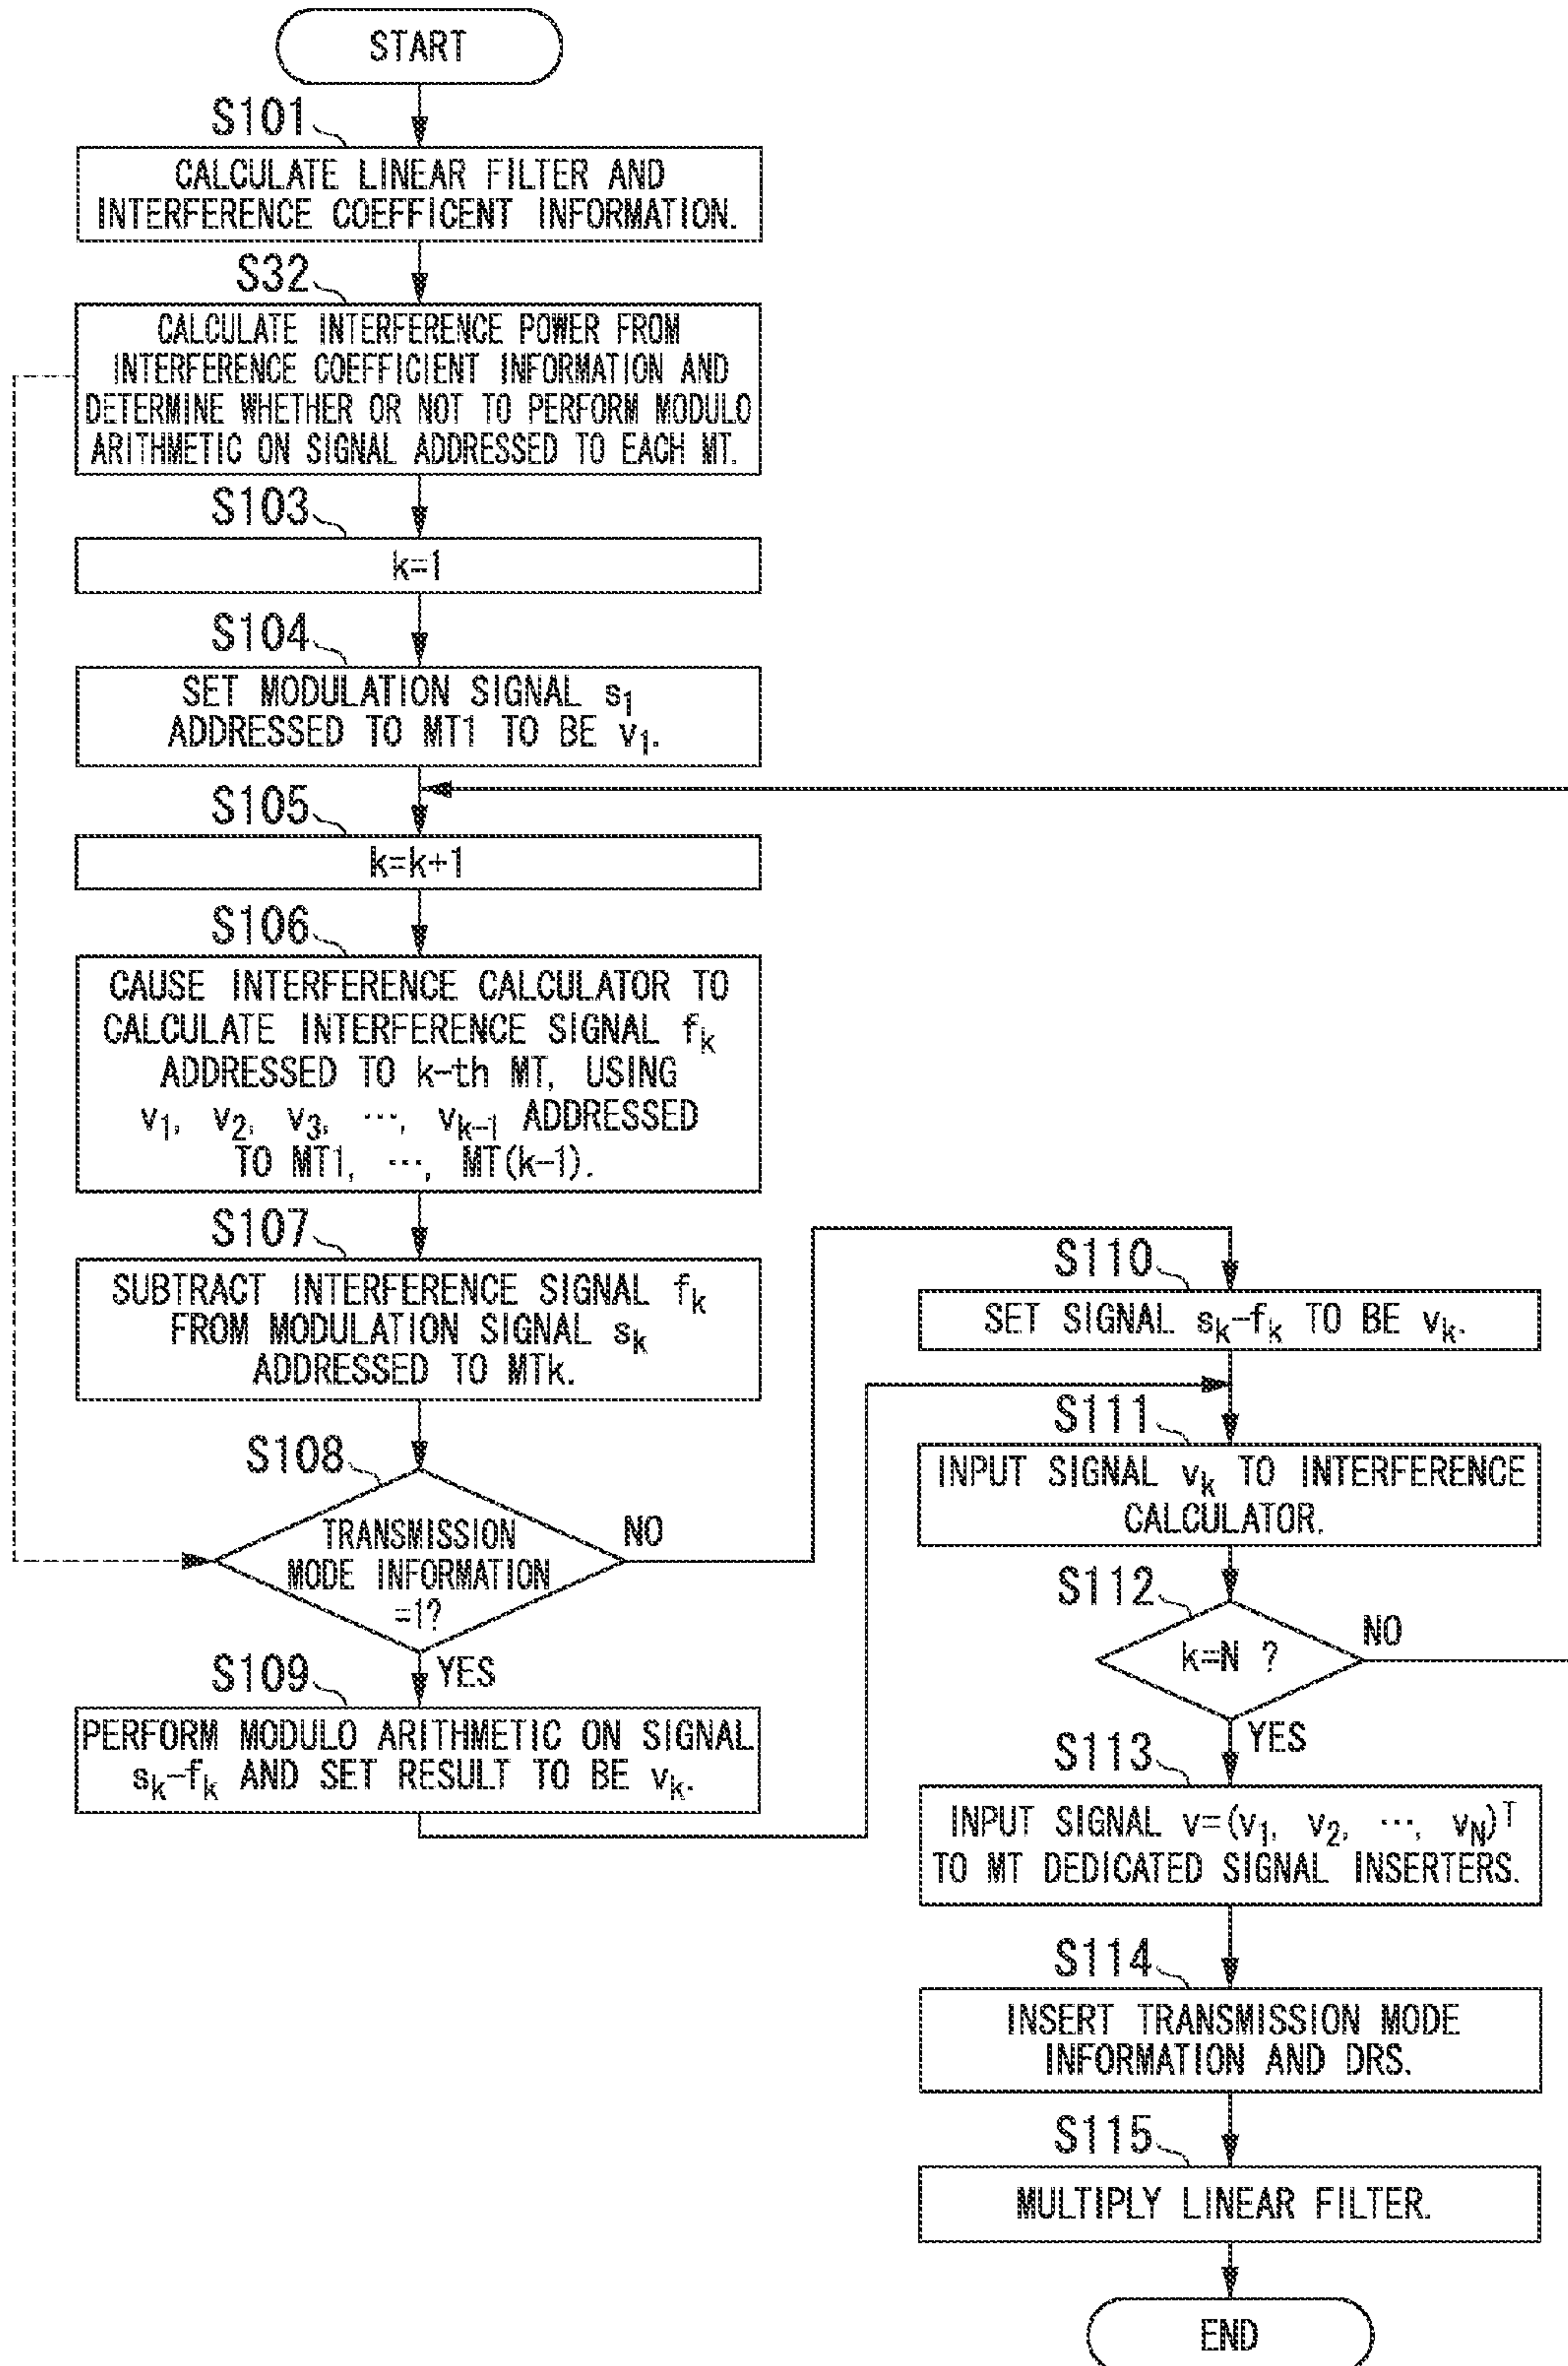 START
S101
CALCULATE LINEAR FILTER AND
INTERFERENCE COEFFICENT INFORMATION.
S32
CALCULATE INTERFERENCE POWER FROM
INTERFERENCE COEFFICIENT INFORMATION AND
DETERMINE WHETHER OR NOT TO PERFORM MODULO
ARITHMETIC ON SIGNAL ADDRESSED TO EACH MT.
S103
k=1
S104
SET MODULATION SIGNAL s1
ADDRESSED TO MT1 TO BE v1.
S105
k=k+1
S106
CAUSE INTERFERENCE CALCULATOR TO
CALCULATE INTERFERENCE SIGNAL fk
ADDRESSED TO k-th MT, USING
v1, v2, v3, …, vk-1 ADDRESSED
TO MT1, …, MT(k-1).
S107
SUBTRACT INTERFERENCE SIGNAL fk
FROM MODULATION SIGNAL sk
ADDRESSED TO MTk.
S108
TRANSMISSION
MODE INFORMATION
=1?
NO
YES
S109
PERFORM MODULO ARITHMETIC ON SIGNAL
sk-fk AND SET RESULT TO BE vk.
S110
SET SIGNAL sk-fk TO BE vk.
S111
INPUT SIGNAL vk TO INTERFERENCE
CALCULATOR.
S112
k=N ?
NO
YES
S113
INPUT SIGNAL v=(v1, v2, …, vN)T
TO MT DEDICATED SIGNAL INSERTERS.
S114
INSERT TRANSMISSION MODE
INFORMATION AND DRS.
S115
MULTIPLY LINEAR FILTER.
END